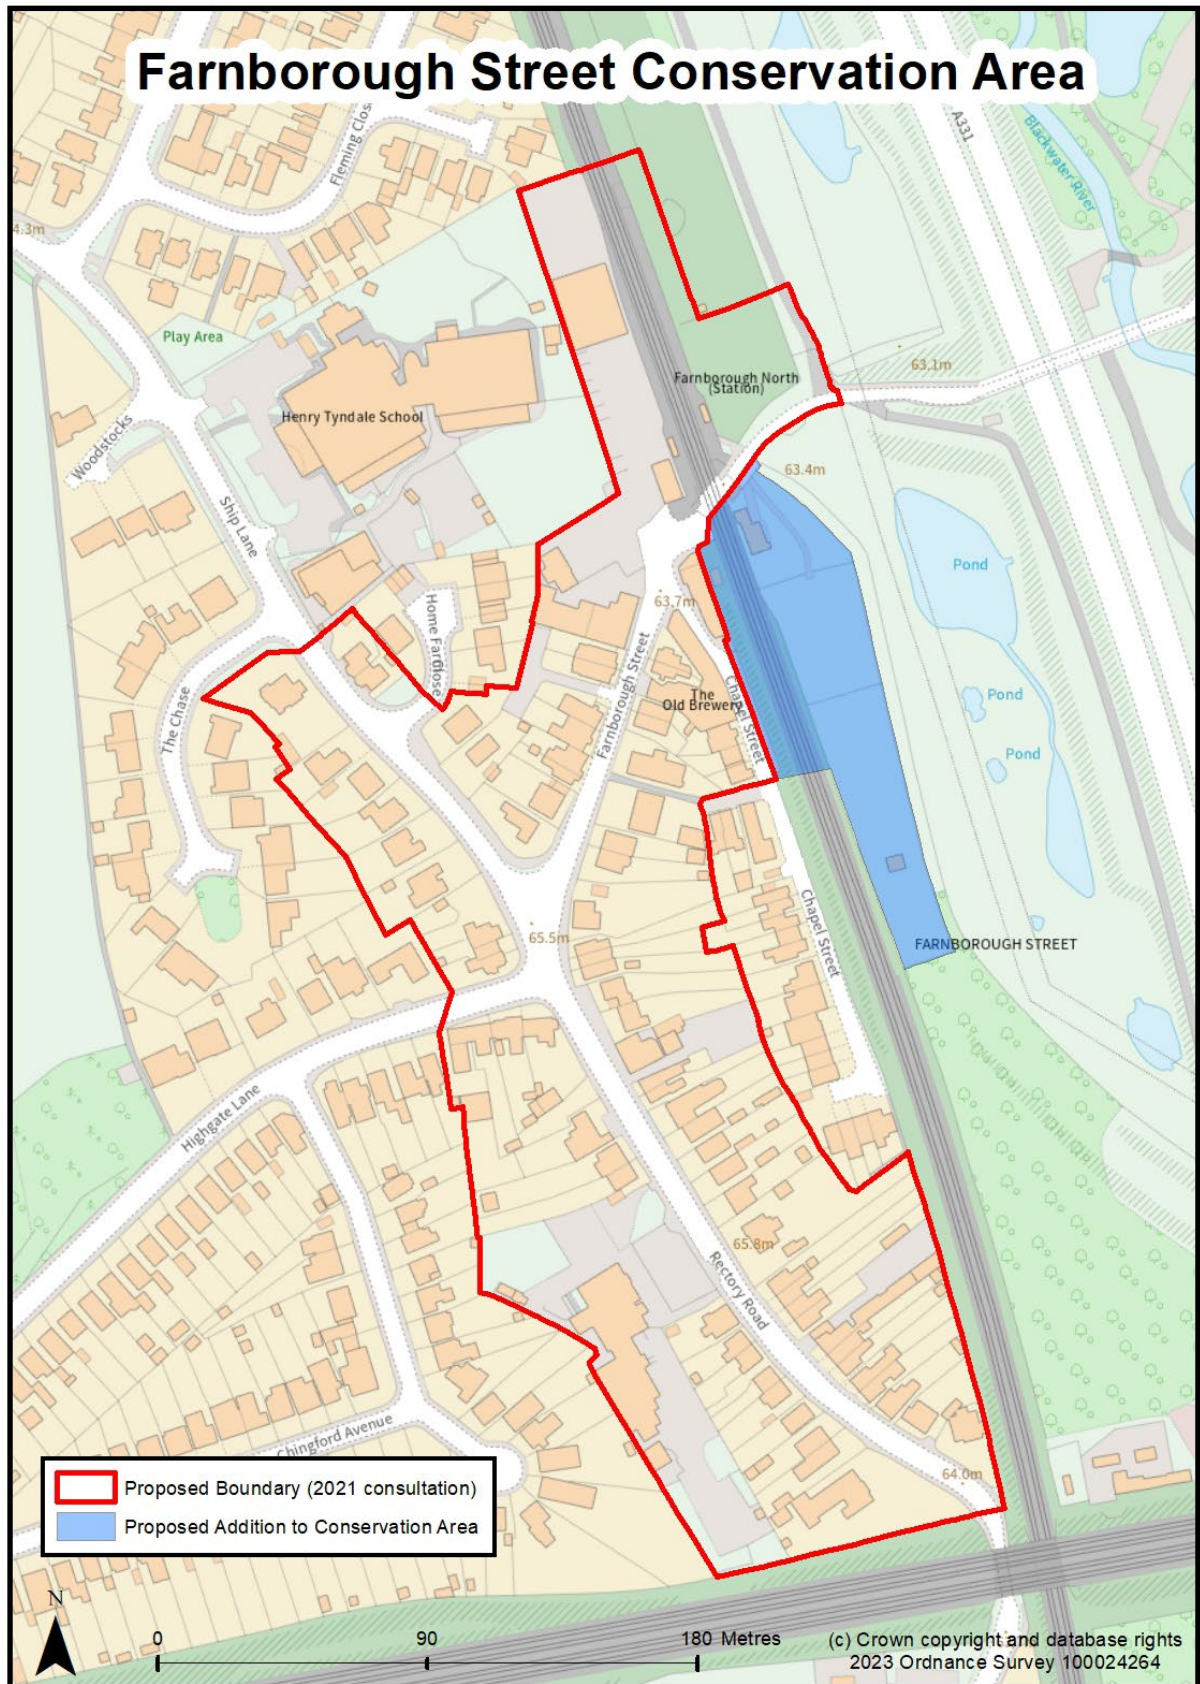 Farnborough Street Conservation Area
Fleming Close
A331
Blackwater River
4.3m
Play Area
63.1m
Farnborough North
(Station)
Henry Tyndale School
Woodstocks
63.4m
Ship Lane
Pond
Home Farm Close
63.7m
Farnborough Street
The
Old Brewery
Chapel Street
Pond
The Chase
Pond
Chapel Street
65.5m
FARNBOROUGH STREET
Highgate Lane
65.8m
Rectory Road
Chingford Avenue
64.0m
Proposed Boundary (2021 consultation)
Proposed Addition to Conservation Area
N
0 90 180 Metres
(c) Crown copyright and database rights
2023 Ordnance Survey 100024264